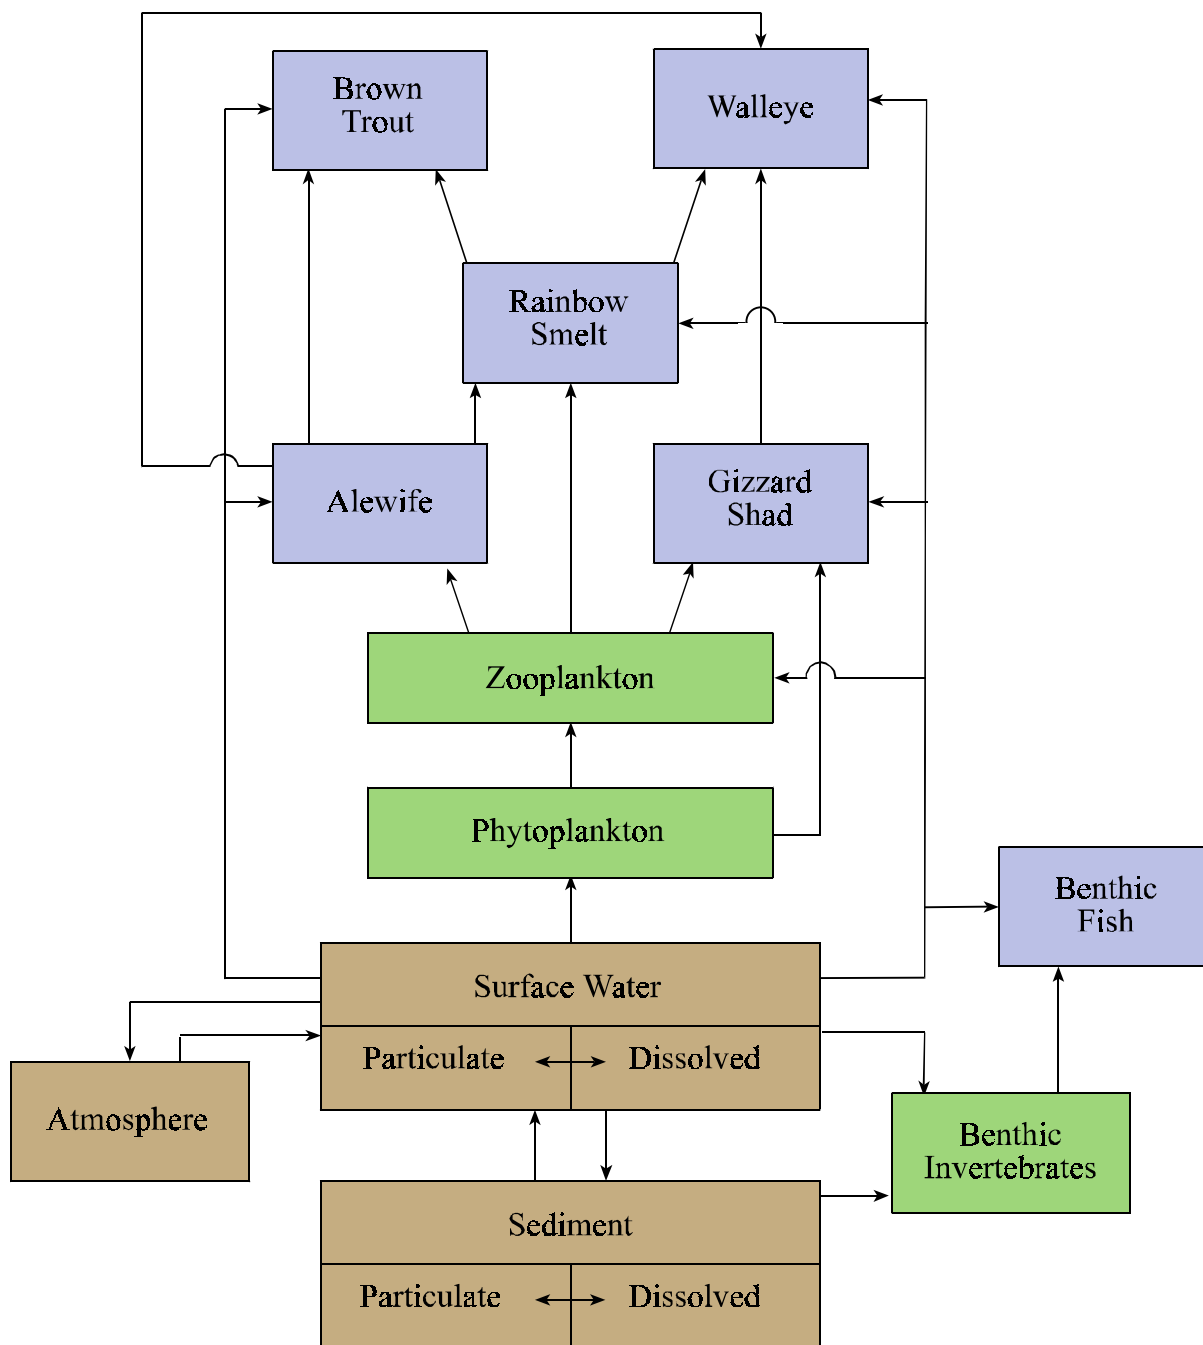 Brown
Trout
Walleye
Rainbow
Smelt
Alewife
Gizzard
Shad
Zooplankton
Phytoplankton
Benthic
Fish
Surface Water
Particulate
Dissolved
Atmosphere
Benthic
Invertebrates
Sediment
Particulate
Dissolved